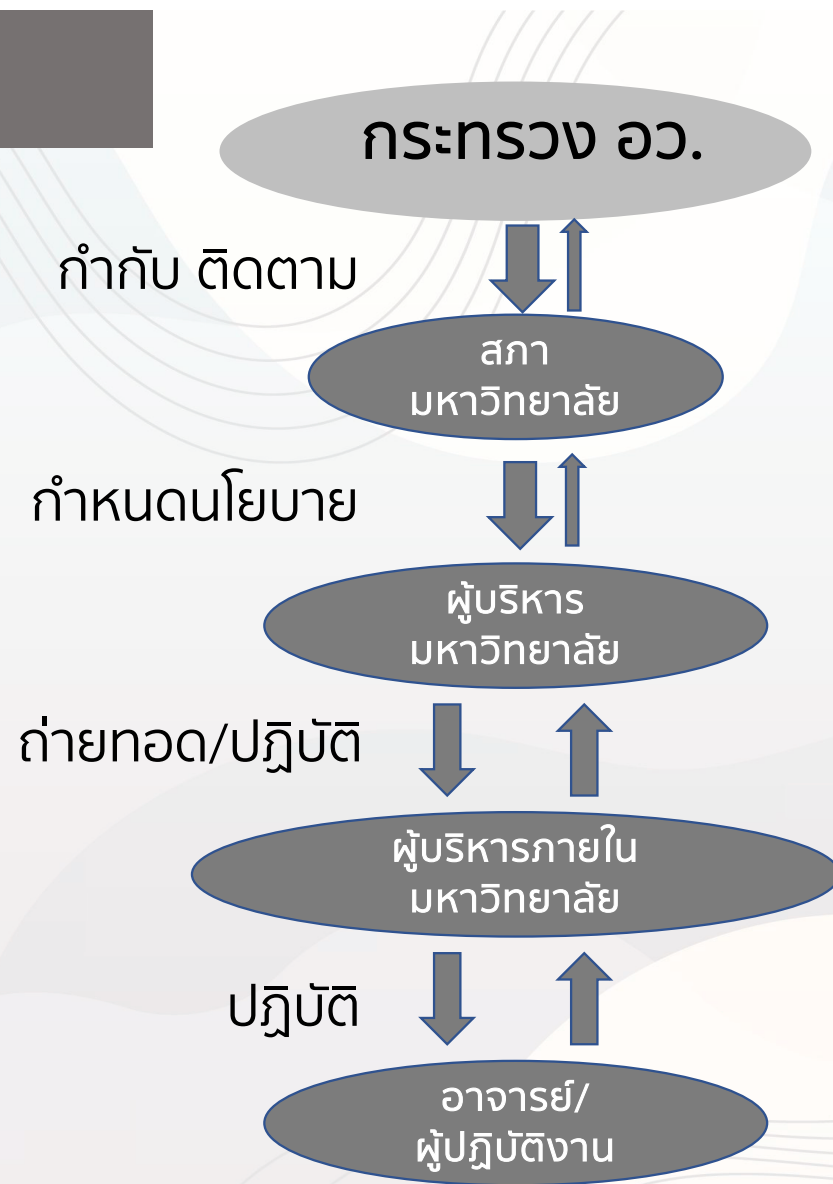 กระทรวง อว.
กำกับ ติดตาม
สภา
มหาวิทยาลัย
กำหนดนโยบาย
ผู้บริหาร
มหาวิทยาลัย
ถ่ายทอด/ปฏิบัติ
ผู้บริหารภายใน
มหาวิทยาลัย
ปฏิบัติ
อาจารย์/
ผู้ปฏิบัติงาน